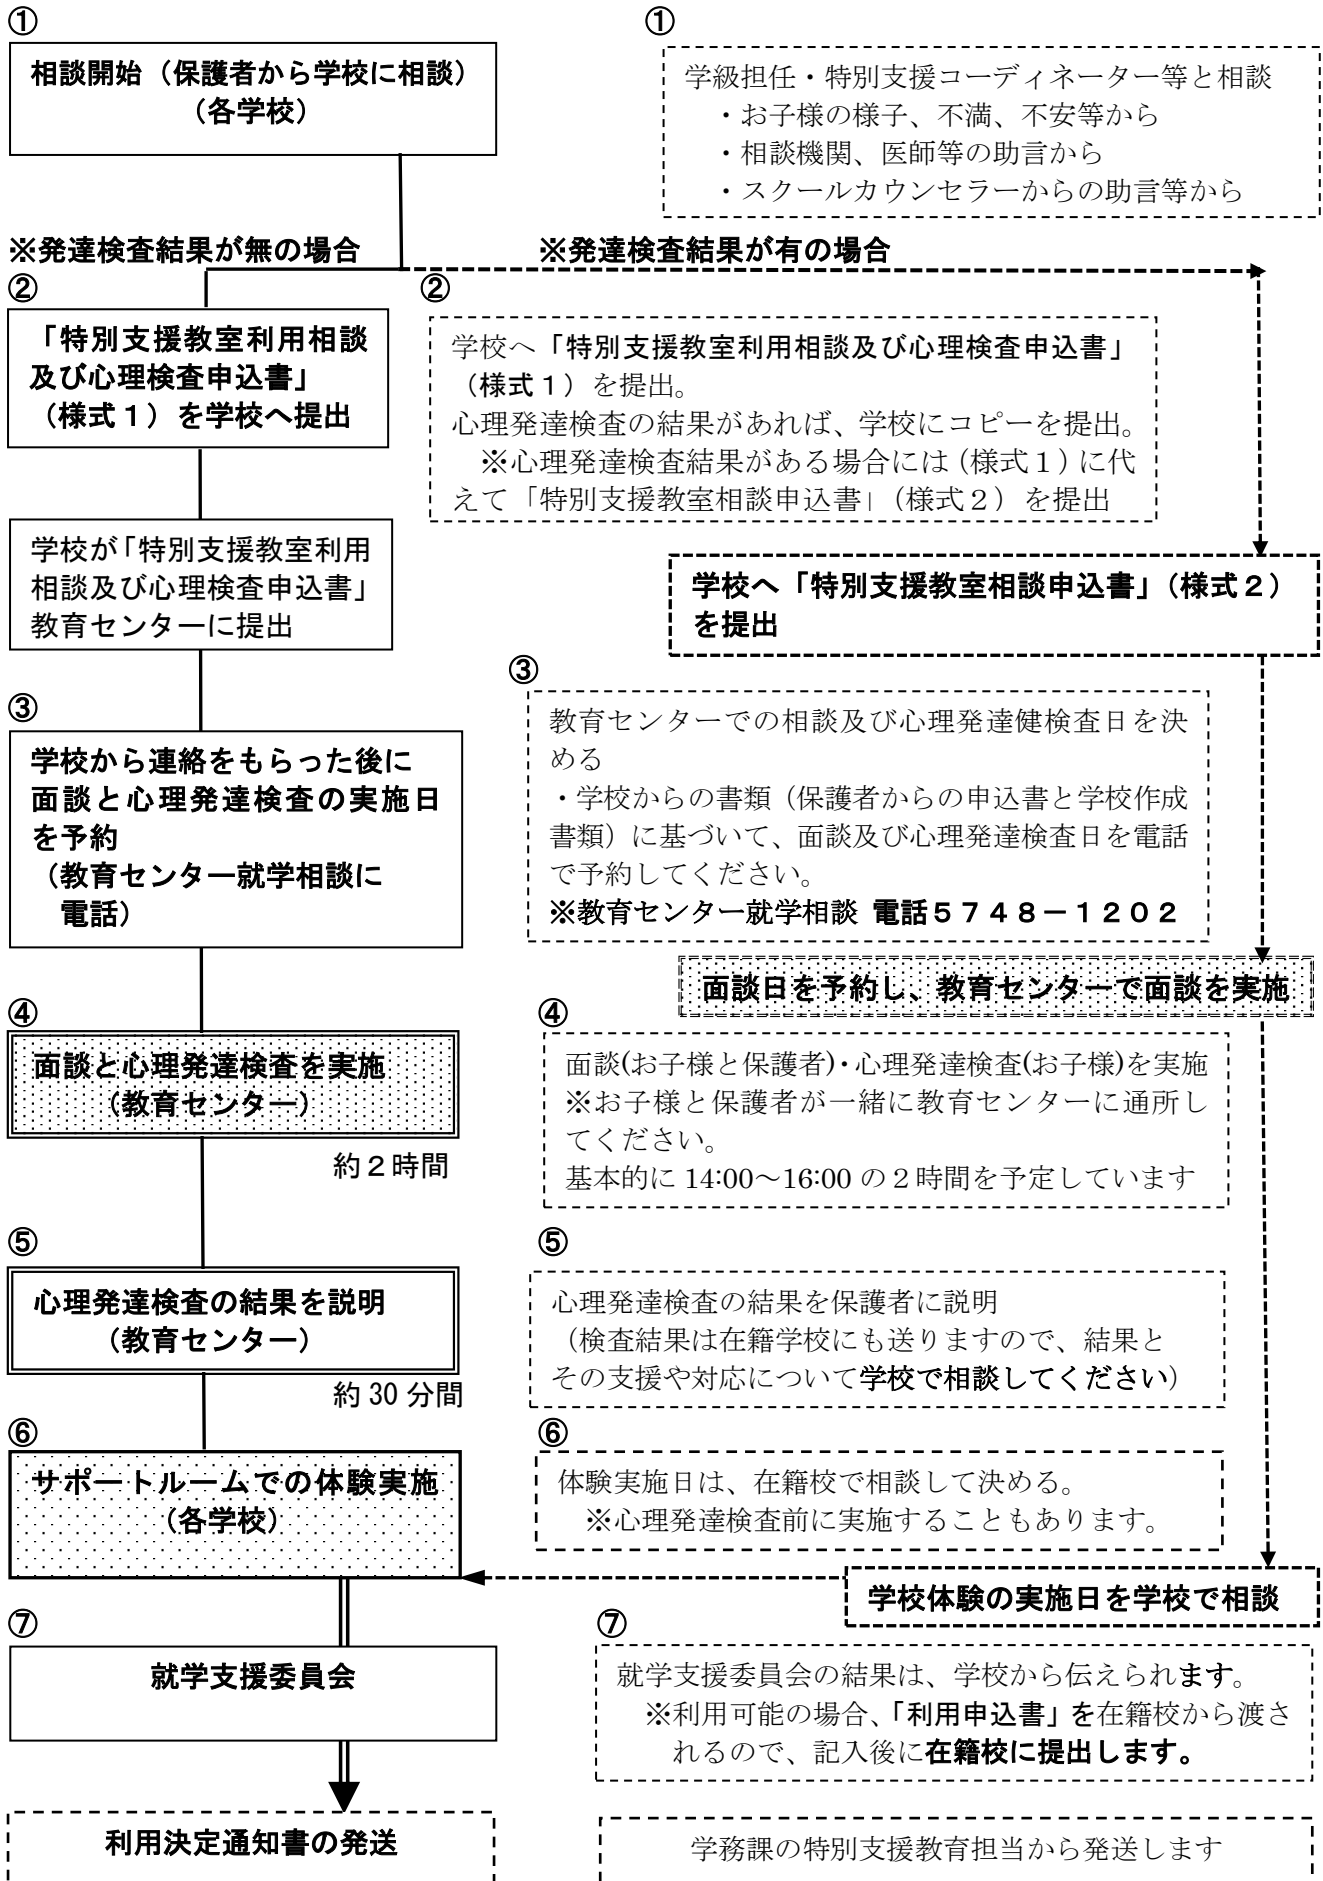 ①
相談開始（保護者から学校に相談）
（各学校）
①
学級担任・特別支援コーディネーター等と相談
・お子様の様子、不満、不安等から
・相談機関、医師等の助言から
・スクールカウンセラーからの助言等から
※発達検査結果が無の場合
※発達検査結果が有の場合
②
「特別支援教室利用相談
及び心理検査申込書」
（様式１）を学校へ提出
②
学校へ「特別支援教室利用相談及び心理検査申込書」
（様式１）を提出。
心理発達検査の結果があれば、学校にコピーを提出。
※心理発達検査結果がある場合には（様式１）に代
えて「特別支援教室相談申込書」（様式２）を提出
学校が「特別支援教室利用
相談及び心理検査申込書」
教育センターに提出
学校へ「特別支援教室相談申込書」（様式２）
を提出
③
学校から連絡をもらった後に
面談と心理発達検査の実施日
を予約
（教育センター就学相談に
電話）
③
教育センターでの相談及び心理発達健検査日を決
める
・学校からの書類（保護者からの申込書と学校作成
書類）に基づいて、面談及び心理発達検査日を電話
で予約してください。
※教育センター就学相談 電話５７４８－１２０２
面談日を予約し、教育センターで面談を実施
④
面談と心理発達検査を実施
（教育センター）
約２時間
④
面談(お子様と保護者)・心理発達検査(お子様)を実施
※お子様と保護者が一緒に教育センターに通所し
てください。
基本的に 14:00～16:00 の２時間を予定しています
⑤
心理発達検査の結果を説明
（教育センター）
約 30 分間
⑤
心理発達検査の結果を保護者に説明
（検査結果は在籍学校にも送りますので、結果と
その支援や対応について学校で相談してください）
⑥
サポートルームでの体験実施
（各学校）
⑥
体験実施日は、在籍校で相談して決める。
※心理発達検査前に実施することもあります。
学校体験の実施日を学校で相談
⑦
就学支援委員会
⑦
就学支援委員会の結果は、学校から伝えられます。
※利用可能の場合、「利用申込書」を在籍校から渡さ
れるので、記入後に在籍校に提出します。
利用決定通知書の発送
学務課の特別支援教育担当から発送します